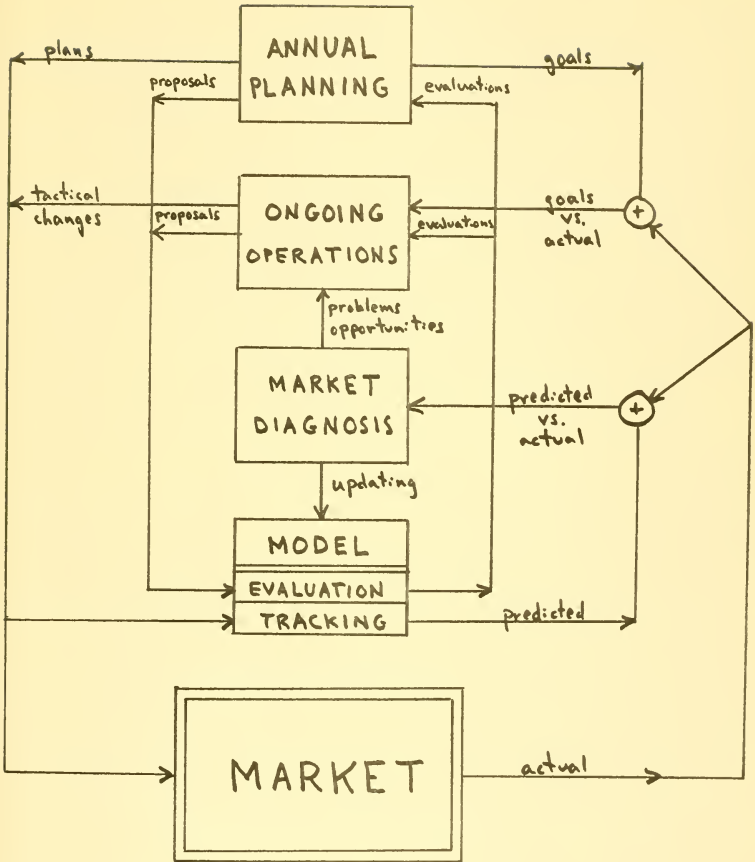 ANNUAL
PLANNING
plans
goals
proposals
evaluations
tactical
changes
ONGOING
OPERATIONS
goals
vs.
actual
proposals
evaluations
+
problems
opportunities
MARKET
DIAGNOSIS
predicted
vs.
actual
+
updating
MODEL
EVALUATION
TRACKING
predicted
MARKET
actual